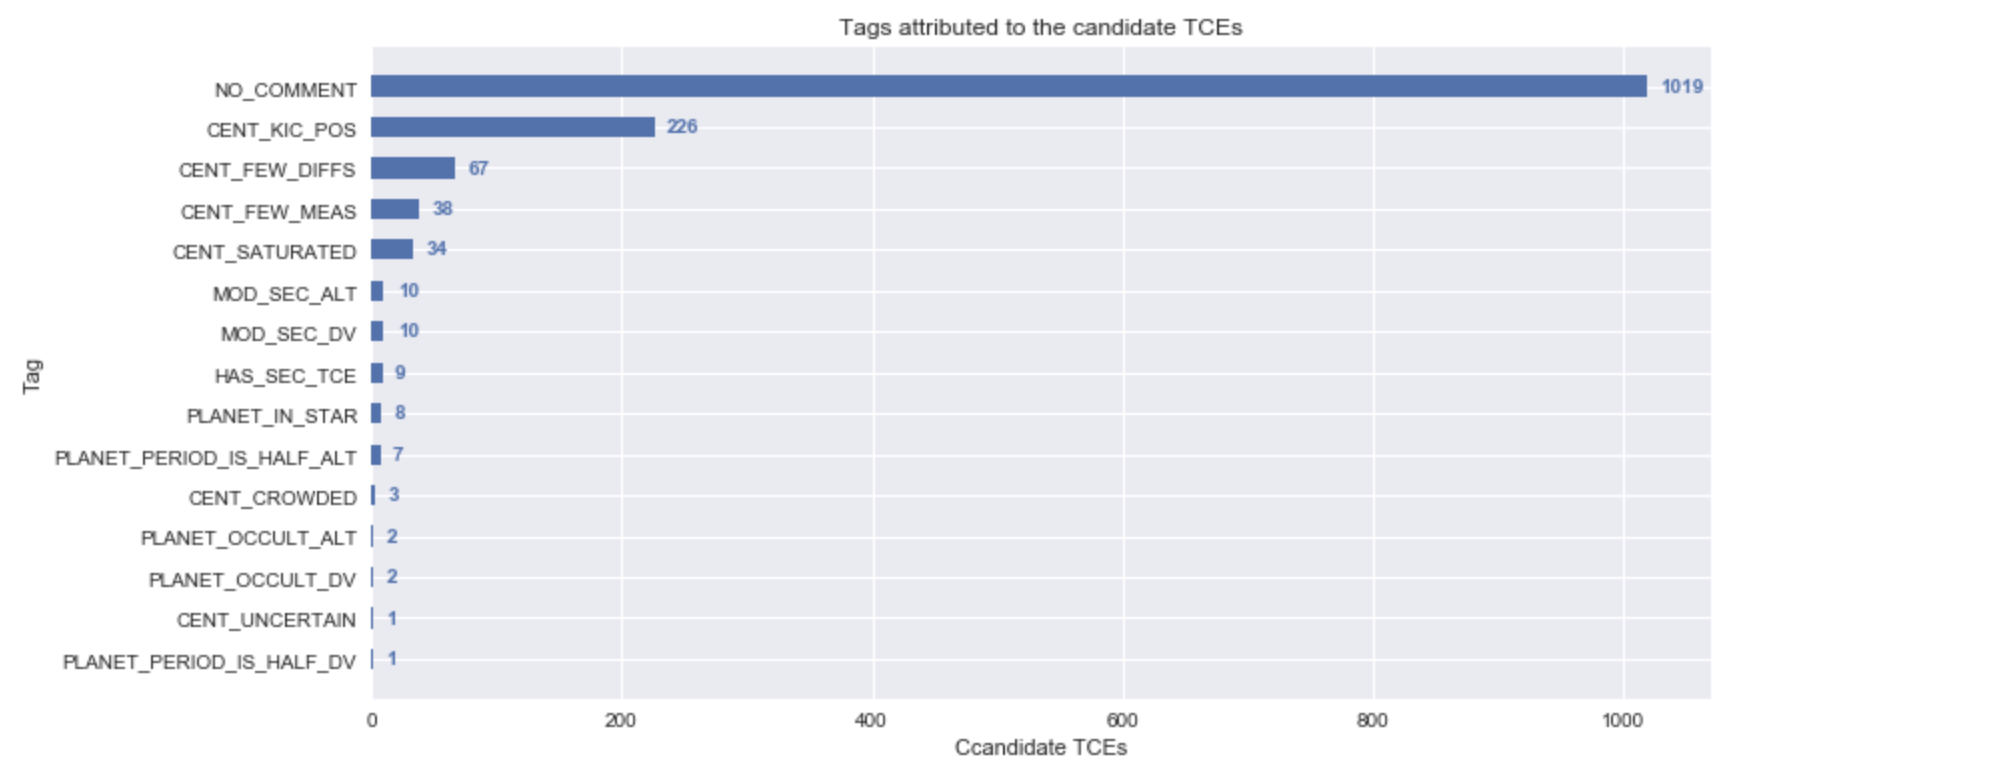 Tags attributed to the candidate TCEs
NO_COMMENT 1019
CENT_KIC_POS 226
CENT_FEW_DIFFS 67
CENT_FEW_MEAS 38
CENT_SATURATED 34
MOD_SEC_ALT 10
MOD_SEC_DV 10
HAS_SEC_TCE 9
Tag
PLANET_IN_STAR 8
PLANET_PERIOD_IS_HALF_ALT 7
CENT_CROWDED 3
PLANET_OCCULT_ALT 2
PLANET_OCCULT_DV 2
CENT_UNCERTAIN 1
PLANET_PERIOD_IS_HALF_DV 1
0 200 400 600 800 1000
Ccandidate TCEs